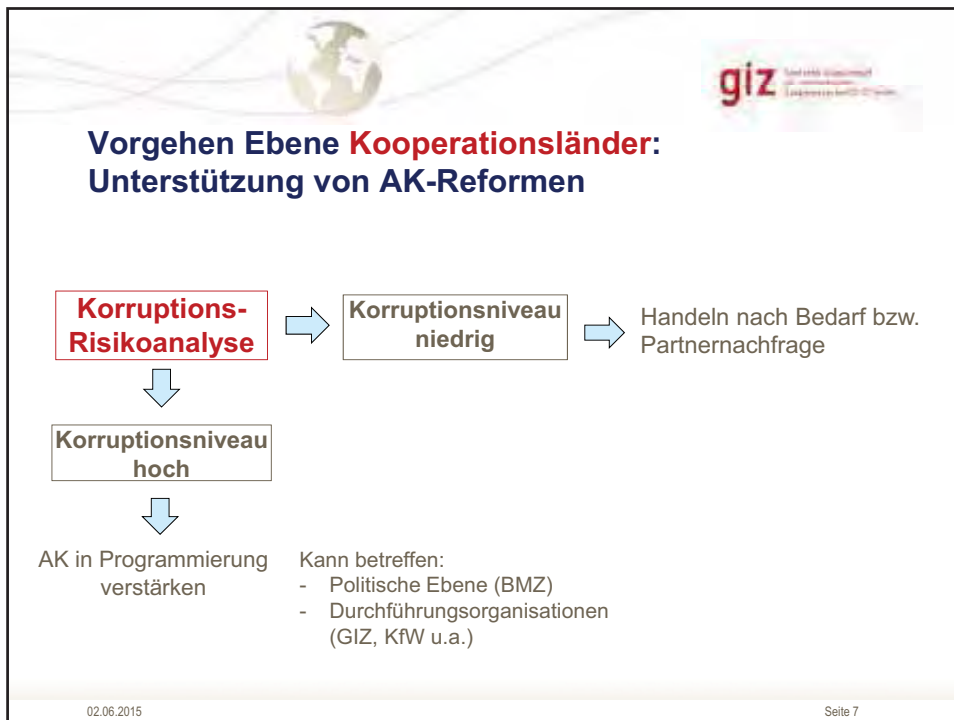 giz
Vorgehen Ebene Kooperationsländer:
Unterstützung von AK-Reformen
Korruptions-
Risikoanalyse
Korruptionsniveau
niedrig
Handeln nach Bedarf bzw.
Partnernachfrage
Korruptionsniveau
hoch
AK in Programmierung
verstärken
Kann betreffen:
- Politische Ebene (BMZ)
- Durchführungsorganisationen
(GIZ, KfW u.a.)
02.06.2015
Seite 7